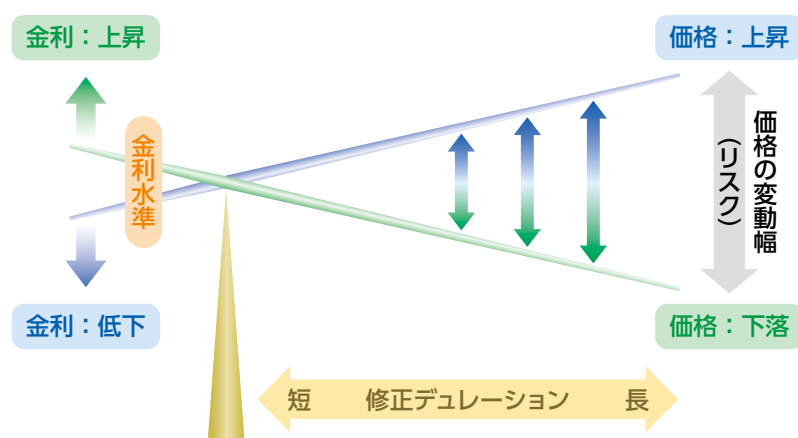 金利：上昇
価格：上昇
金利水準
価格の変動幅
（リスク）
金利：低下
価格：下落
短 修正デュレーション 長